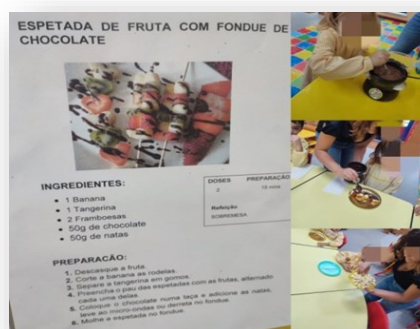 ESPETADA DE FRUTA COM FONDUE DE
CHOCOLATE
INGREDIENTES:
• 1 Banana
• 1 Tangerina
• 2 Framboesas
• 50g de chocolate
• 50g de natas
DOSES PREPARAÇÃO
2 10 mins
Refeição
SOBREMESA
PREPARAÇÃO:
1. Descasque a fruta.
2. Corte a banana às rodelas.
3. Separe a tangerina em gomos.
4. Preencha o pau das espetadas com as frutas, alternado
cada uma delas.
5. Coloque o chocolate numa taça e adicione as natas,
leve ao micro-ondas ou derreta no fondue.
6. Molhe a espetada no fondue.